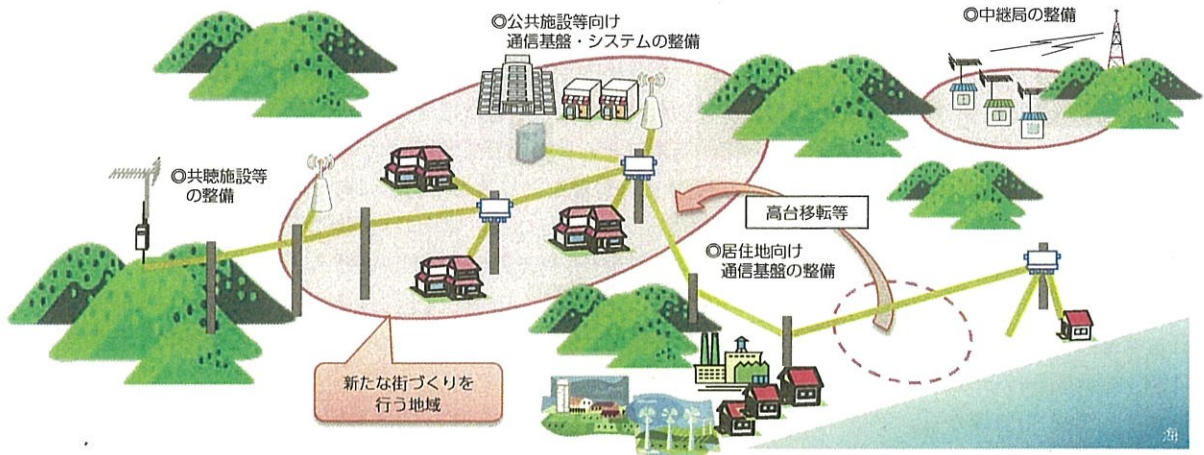 ◎公共施設等向け
通信基盤・システムの整備
◎中継局の整備
◎共聴施設等
の整備
高台移転等
◎居住地向け
通信基盤の整備
新たな街づくりを
行う地域
海